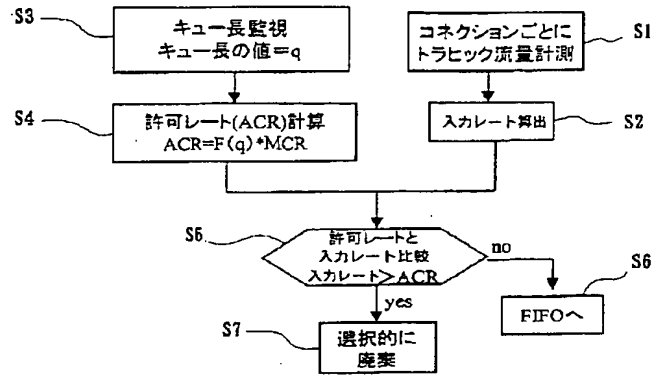 S3
キュー長監視
キュー長の値=q
コネクションごとに
トラヒック流量計測
S1
S4
許可レート(ACR)計算
ACR=F(q)*MCR
入力レート算出
S2
S5
許可レートと
入力レート比較
入力レート>ACR
no
yes
S6
FIFOへ
S7
選択的に
廃棄